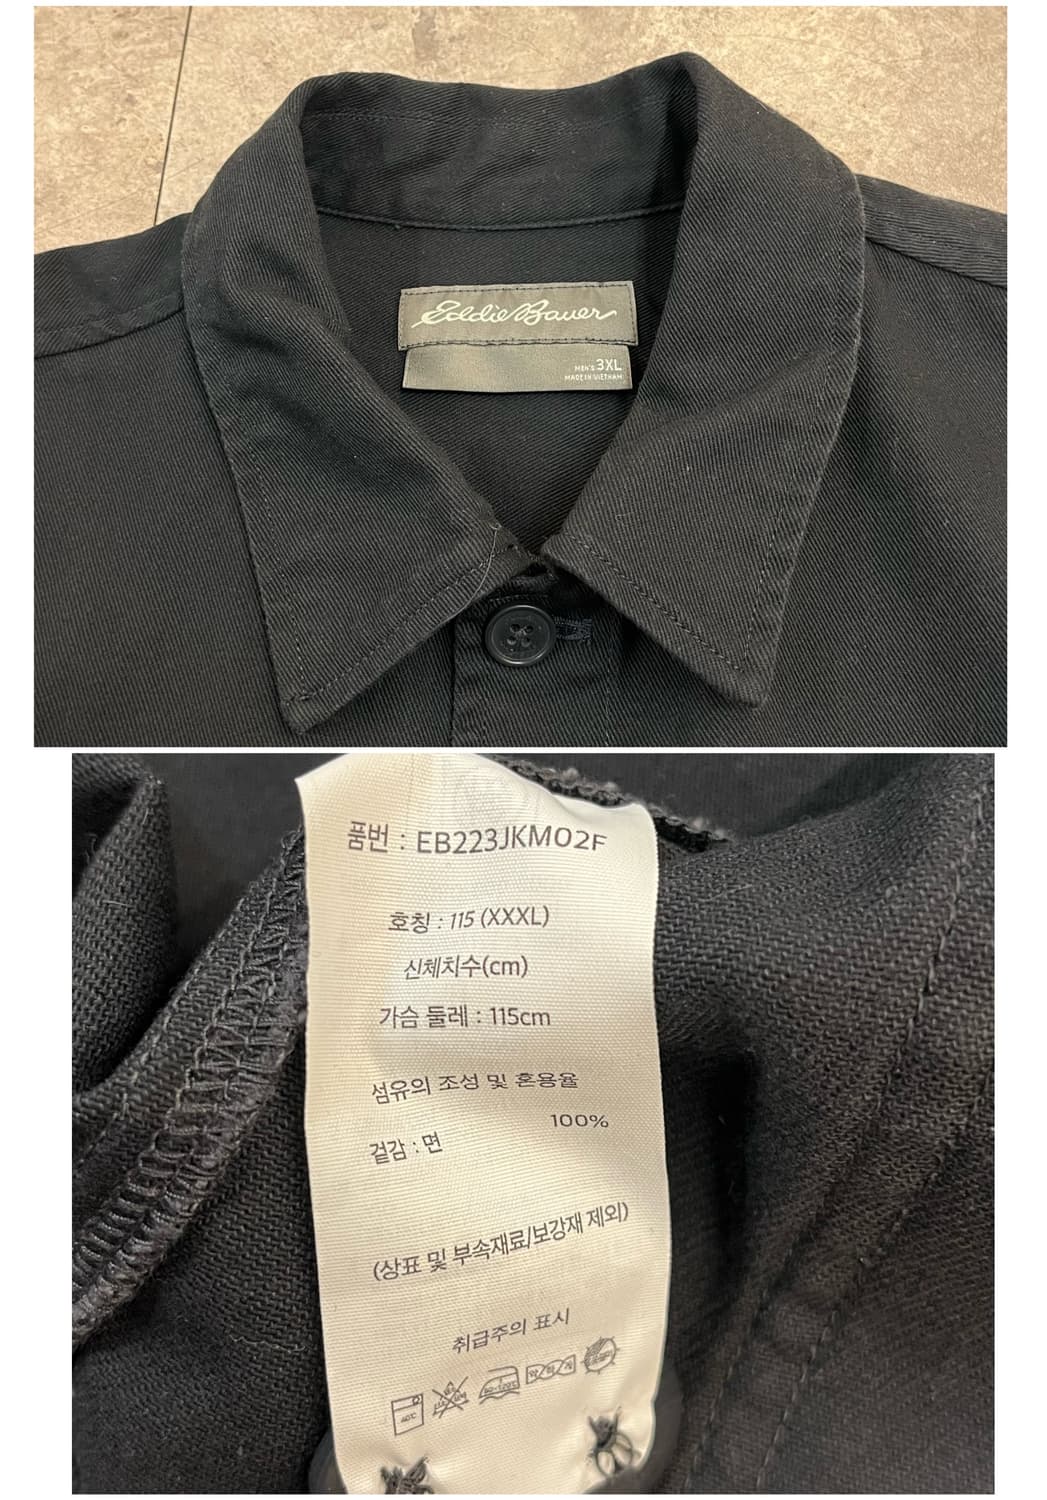 Eddie Bauer
MEN'S 3XL
MADE IN VIETNAM
품번 : EB223JKM02F
호칭 : 115 (XXXL)
신체치수(cm)
가슴 둘레 : 115cm
섬유의 조성 및 혼용율
100%
겉감 : 면
(상표 및 부속재료/보강재 제외)
취급주의 표시
40℃